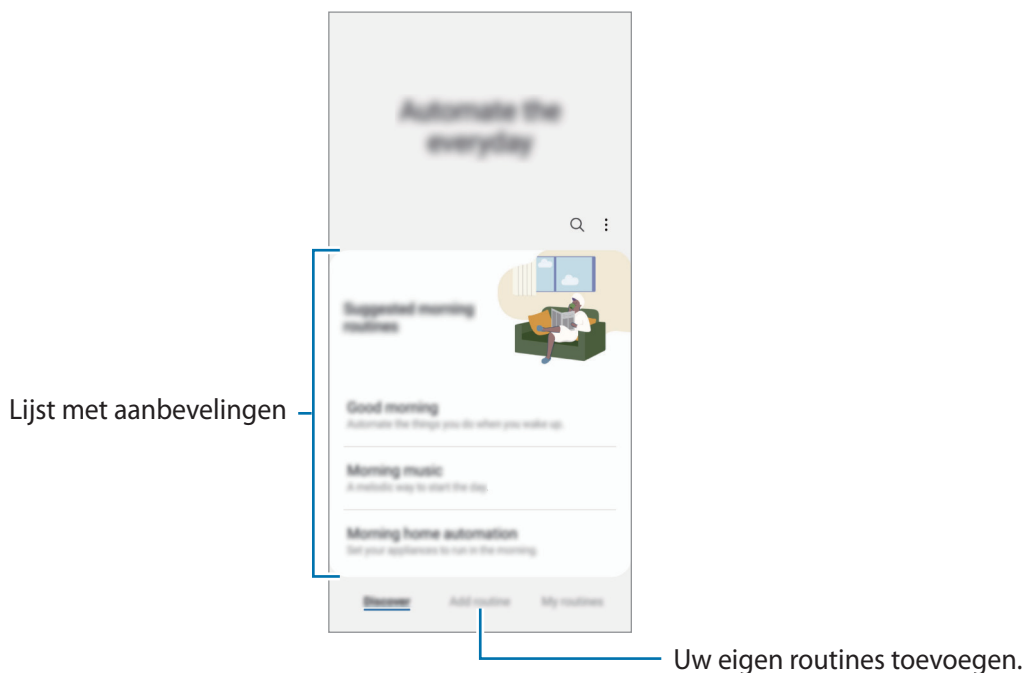 Automate the
everyday
Suggested morning
routines
Lijst met aanbevelingen
Good morning
Automate the things you do when you wake up.
Morning music
A melodic way to start the day.
Morning home automation
Set your appliances to run in the morning.
Discover
Add routine
My routines
Uw eigen routines toevoegen.